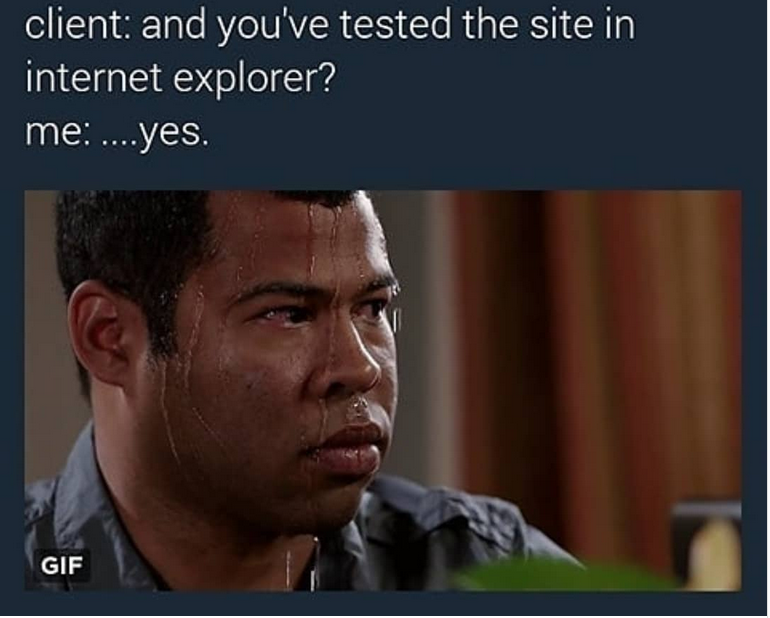 client: and you've tested the site in
internet explorer?
me: ....yes.
GIF